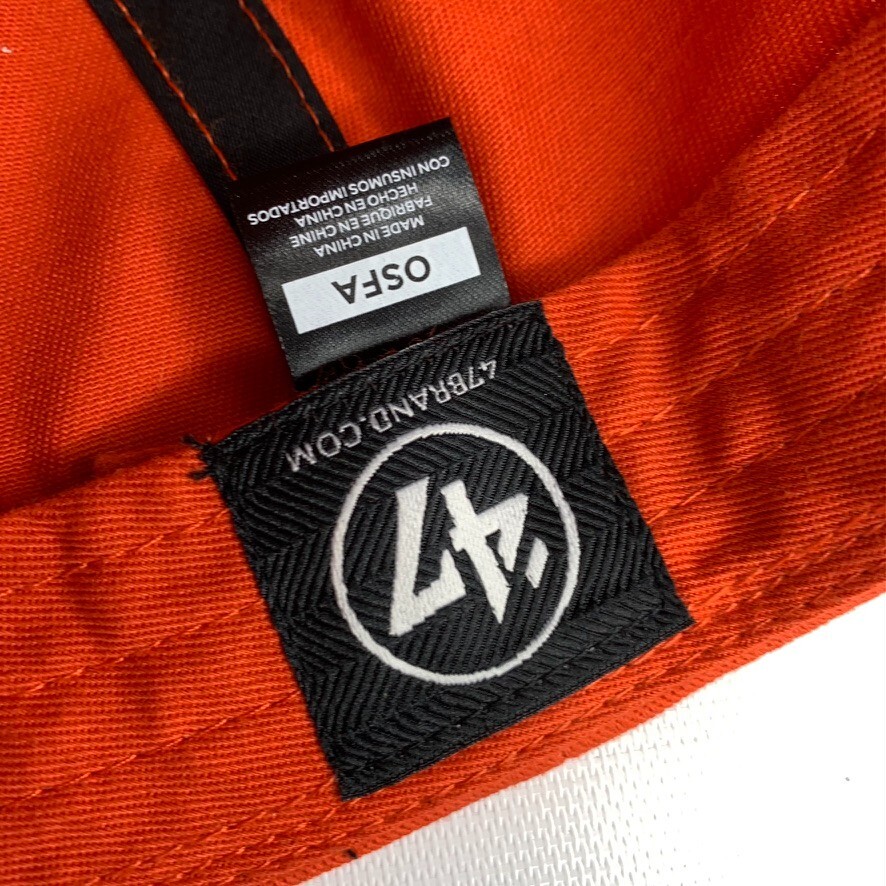 47BRAND.COM
'47
OSFA
MADE IN CHINA
FABRIQUE EN CHINE
HECHO EN CHINA
CON INSUMOS IMPORTADOS